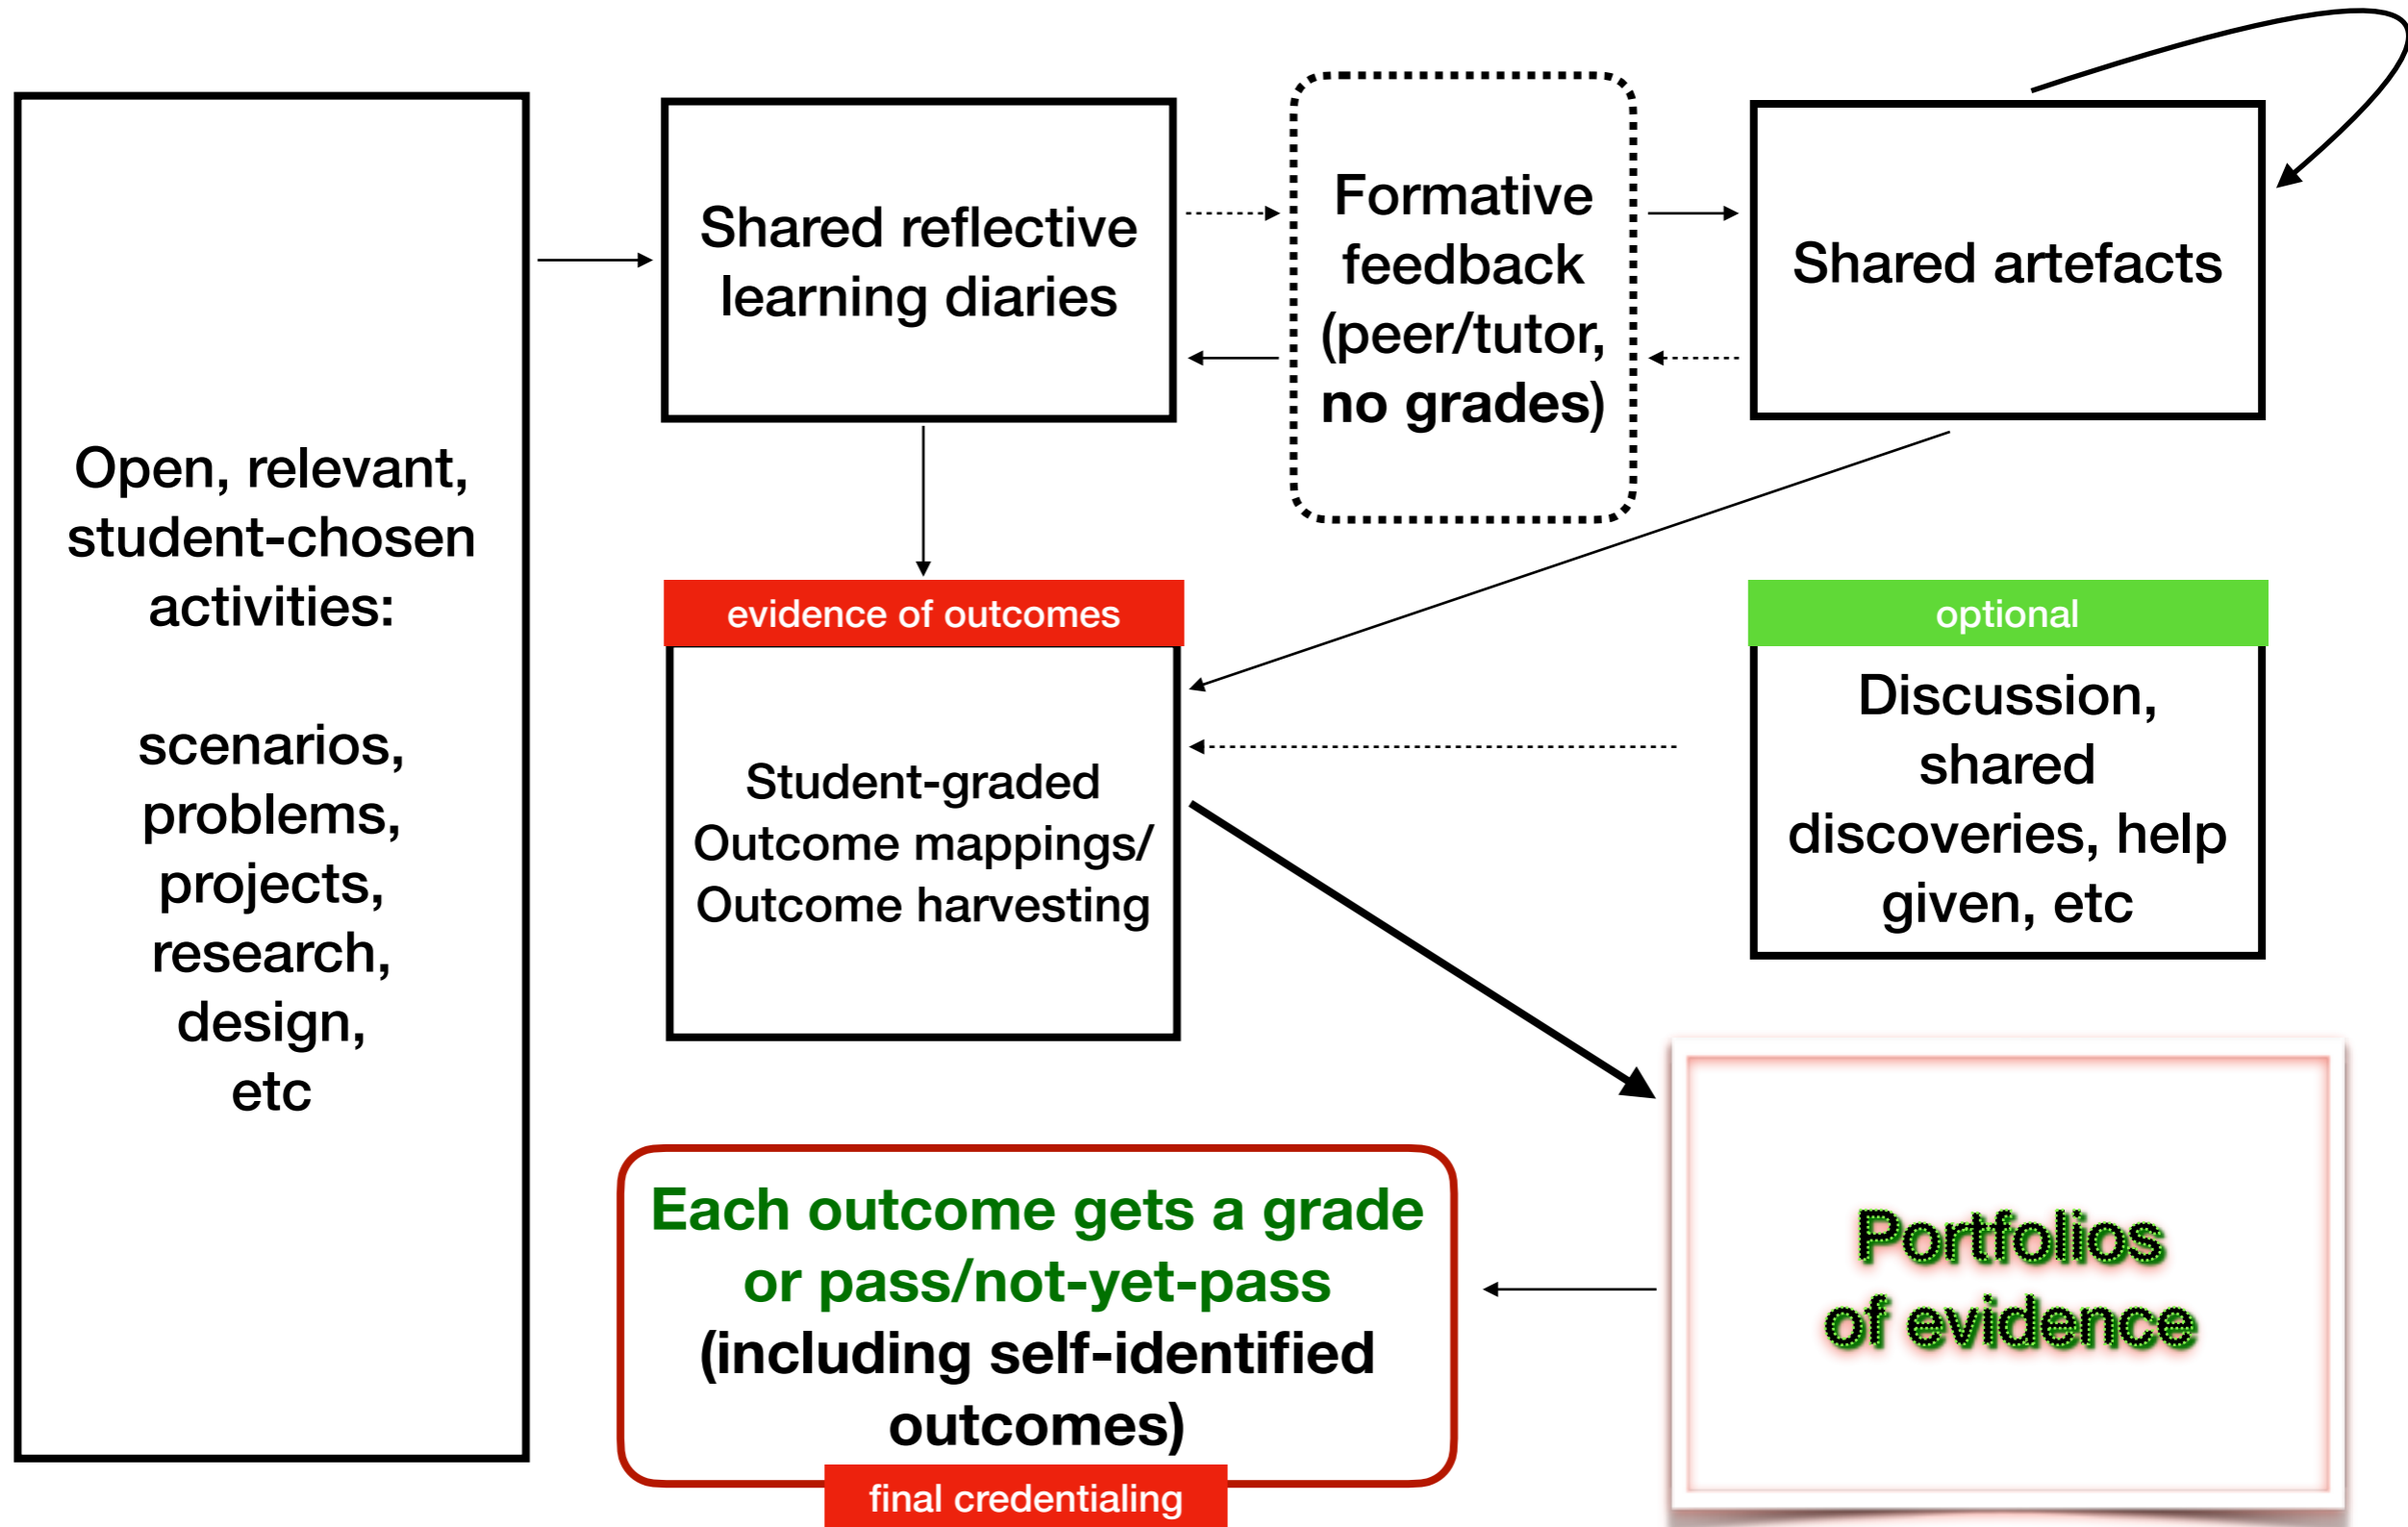 Open, relevant,
student-chosen
activities:
scenarios,
problems,
projects,
research,
design,
etc
Shared reflective
learning diaries
Formative
feedback
(peer/tutor,
no grades)
Shared artefacts
evidence of outcomes
Student-graded
Outcome mappings/
Outcome harvesting
optional
Discussion,
shared
discoveries, help
given, etc
Each outcome gets a grade
or pass/not-yet-pass
(including self-identified
outcomes)
final credentialing
Portfolios
of evidence